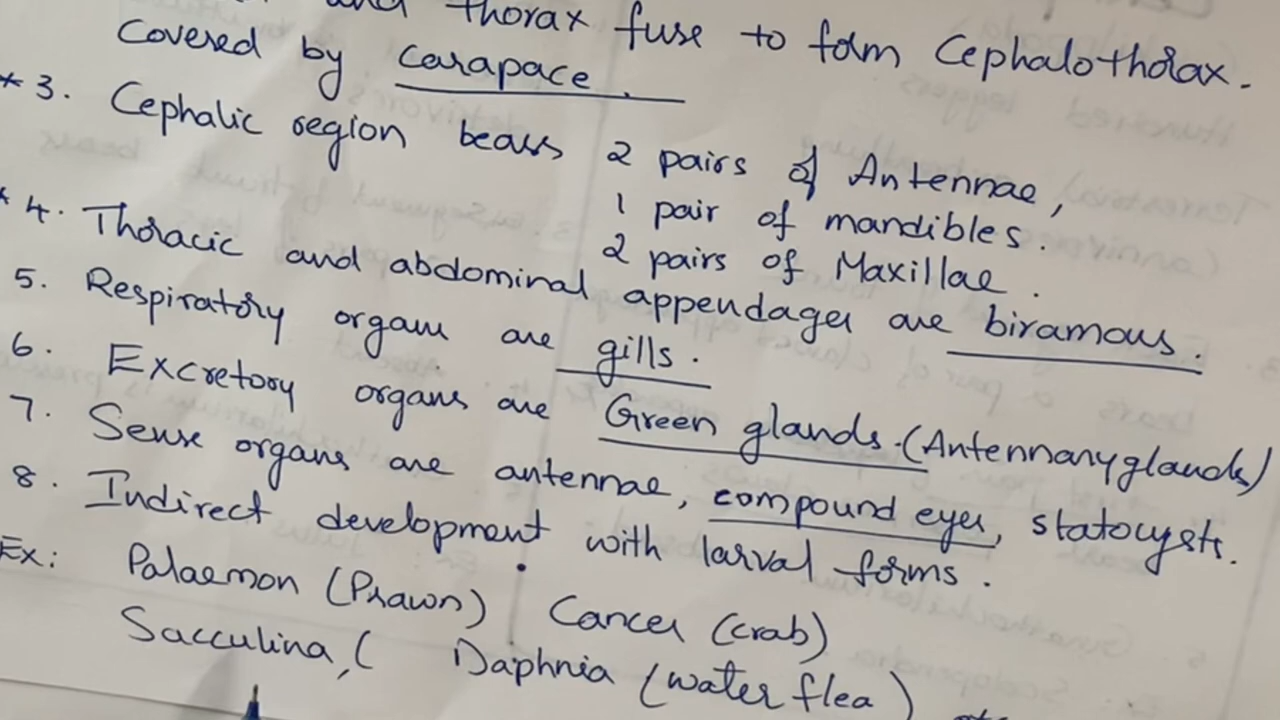 and thorax fuse to form Cephalothorax.
covered by carapace.
* 3. Cephalic region bears 2 pairs of Antennae,
1 pair of mandibles.
2 pairs of Maxillae.
* 4. Thoracic and abdominal appendages are biramous.
5. Respiratory organs are gills.
6. Excretory organs are Green glands.(Antennary glands)
7. Sense organs are antennae, compound eyes, statocysts.
8. Indirect development with larval forms.
Ex: Palaemon (Prawn) Cancer (crab)
Sacculina,( Daphnia (water flea)